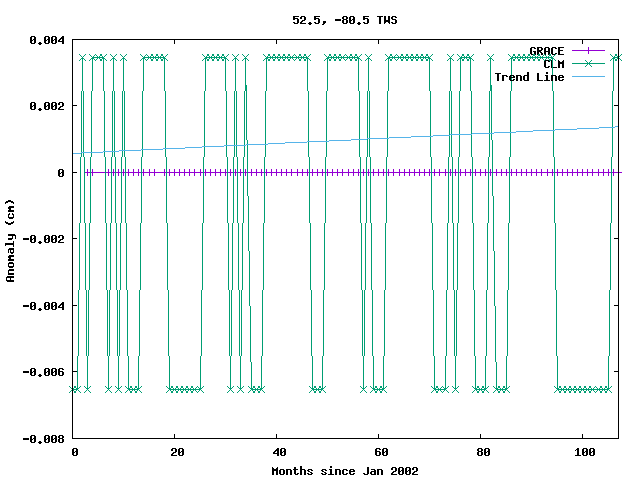 52.5, -80.5 TWS
GRACE
CLM
Trend Line
0.004
0.002
0
-0.002
-0.004
-0.006
-0.008
Anomaly (cm)
0 20 40 60 80 100
Months since Jan 2002